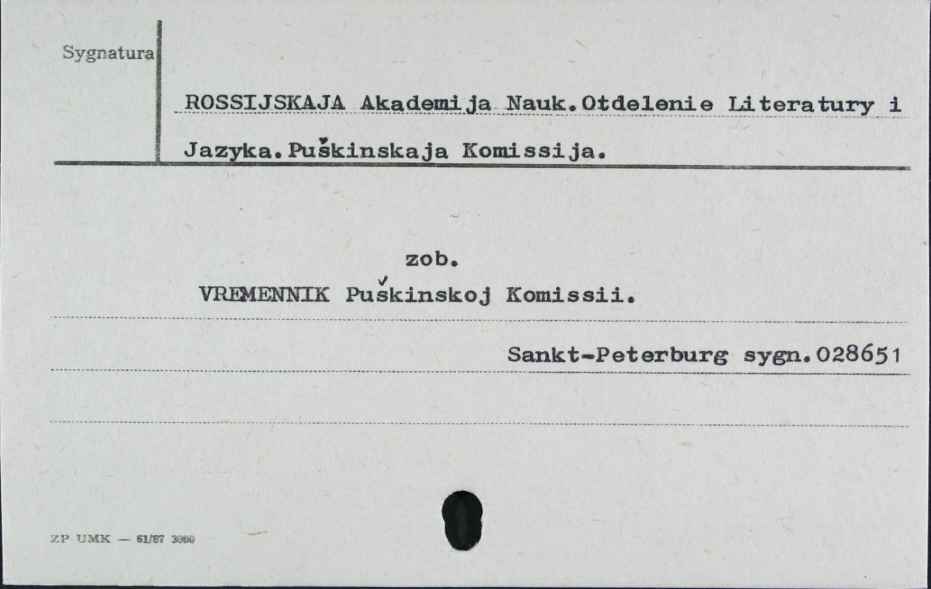 Sygnatura
ROSSIJSKAJA Akademija Nauk.Otdelenie Literatury i
Jazyka.Puškinskaja Komissija.
zob.
VREMENNIK Puškinskoj Komissii.
Sankt-Peterburg sygn.028651
ZP UMK — 61/87 3000